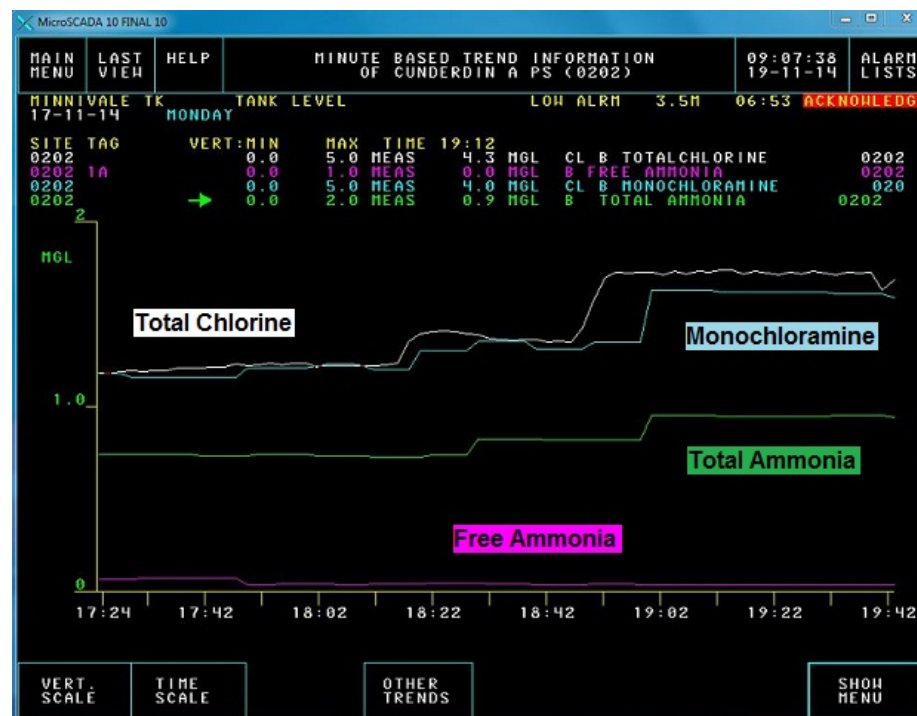 MicroSCADA 10 FINAL 10
MAIN MENU
LAST VIEW
HELP
MINUTE BASED TREND INFORMATION
OF CUNDERDIN A PS (0202)
09:07:38
19-11-14
ALARM LISTS
MINNIVALE TK TANK LEVEL LOW ALRM 3.5M 06:53 ACKNOWLEDG
17-11-14 MONDAY
SITE TAG VERT:MIN MAX TIME 19:12
0202 0.0 5.0 MEAS 4.3 MGL CL B TOTALCHLORINE 0202
0202 1A 0.0 1.0 MEAS 0.0 MGL B FREE AMMONIA 0202
0202 0.0 5.0 MEAS 4.0 MGL CL B MONOCHLORAMINE 020
0202 0.0 2.0 MEAS 0.9 MGL B TOTAL AMMONIA 0202
2
MGL
Total Chlorine
Monochloramine
1.0
Total Ammonia
Free Ammonia
0
17:24 17:42 18:02 18:22 18:42 19:02 19:22 19:42
VERT. SCALE
TIME SCALE
OTHER TRENDS
SHOW MENU